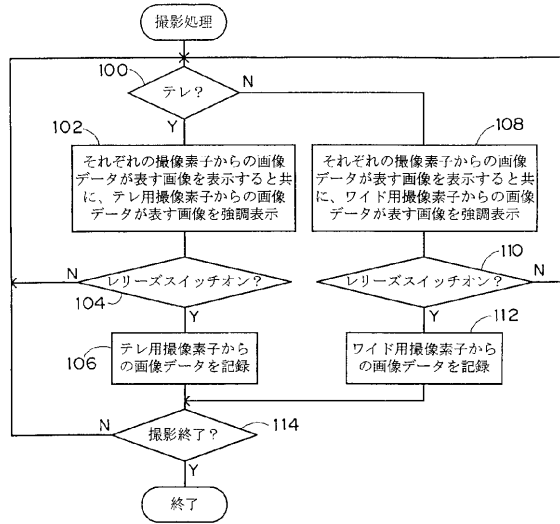 撮影処理
100
テレ?
N
Y
102
それぞれの撮像素子からの画像
データが表す画像を表示すると共
に、テレ用撮像素子からの画像
データが表す画像を強調表示
108
それぞれの撮像素子からの画像
データが表す画像を表示すると共
に、ワイド用撮像素子からの画像
データが表す画像を強調表示
N
レリーズスイッチオン?
104
Y
110
レリーズスイッチオン?
N
Y
106
テレ用撮像素子から
の画像データを記録
112
ワイド用撮像素子から
の画像データを記録
N
撮影終了?
114
Y
終了